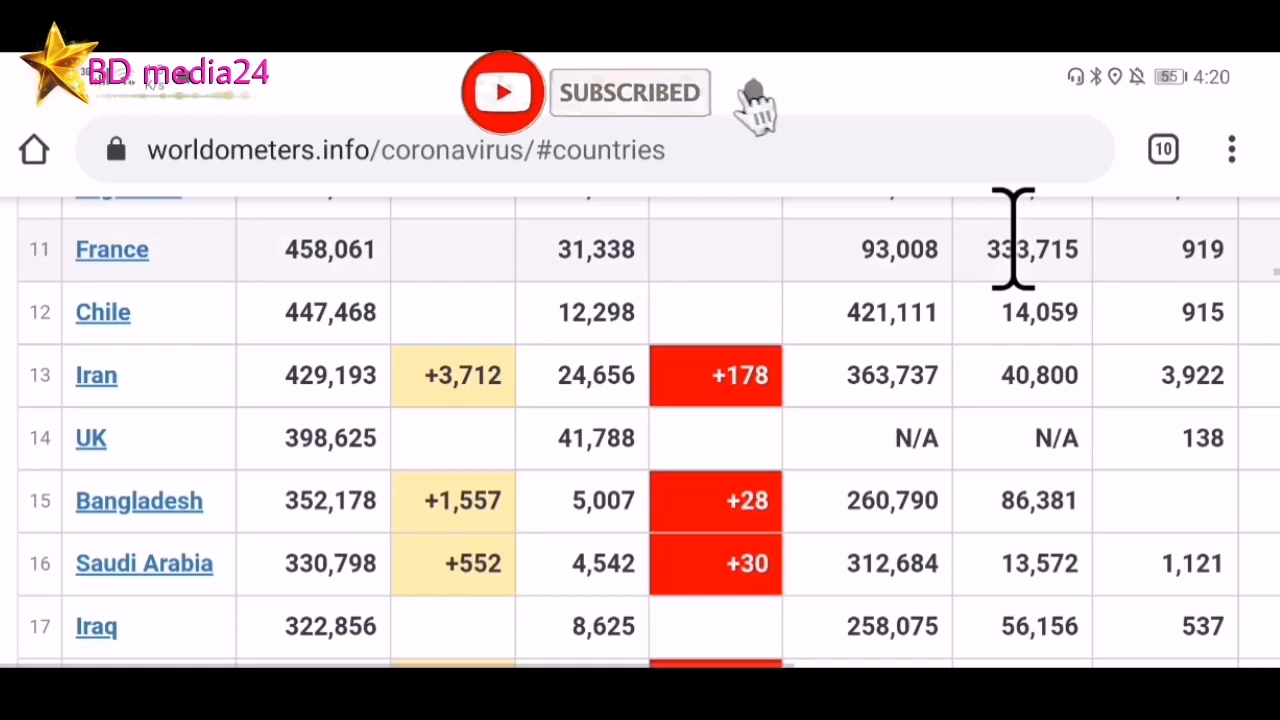 BD media24
SUBSCRIBED
55 4:20
worldometers.info/coronavirus/#countries
10
11 France 458,061 31,338 93,008 333,715 919
12 Chile 447,468 12,298 421,111 14,059 915
13 Iran 429,193 +3,712 24,656 +178 363,737 40,800 3,922
14 UK 398,625 41,788 N/A N/A 138
15 Bangladesh 352,178 +1,557 5,007 +28 260,790 86,381
16 Saudi Arabia 330,798 +552 4,542 +30 312,684 13,572 1,121
17 Iraq 322,856 8,625 258,075 56,156 537